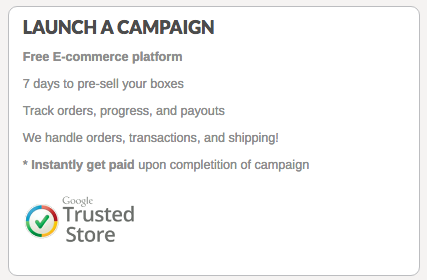 LAUNCH A CAMPAIGN
Free E-commerce platform
7 days to pre-sell your boxes
Track orders, progress, and payouts
We handle orders, transactions, and shipping!
* Instantly get paid upon completition of campaign
Google
Trusted
Store